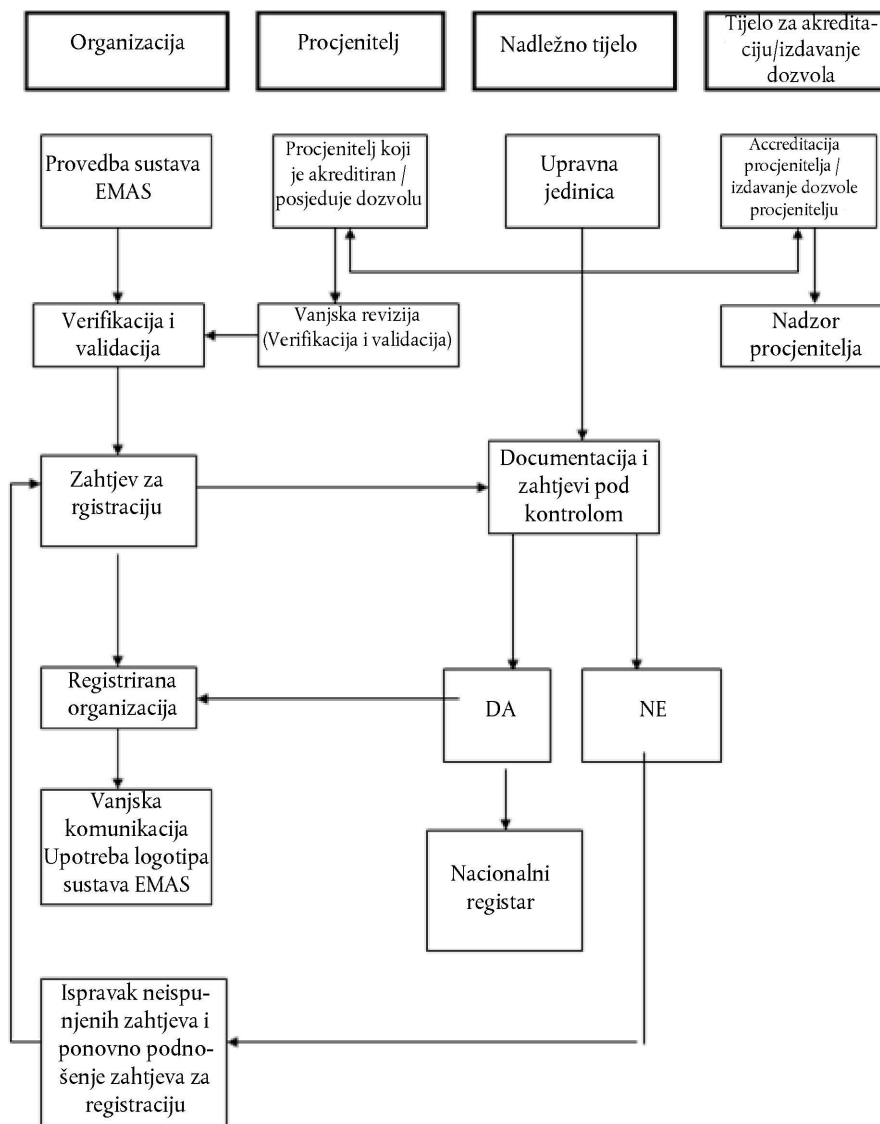 Organizacija
Procjenitelj
Nadležno tijelo
Tijelo za akredita-
ciju/izdavanje
dozvola
Provedba sustava
EMAS
Procjenitelj koji
je akreditiran /
posjeduje dozvolu
Upravna
jedinica
Accreditacija
procjenitelja /
izdavanje dozvole
procjenitelju
Verifikacija i
validacija
Vanjska revizija
(Verifikacija i validacija)
Nadzor
procjenitelja
Zahtjev za
rgistraciju
Documentacija i
zahtjevi pod
kontrolom
Registrirana
organizacija
DA
NE
Vanjska
komunikacija
Upotreba logotipa
sustava EMAS
Nacionalni
registar
Ispravak neispu-
njenih zahtjeva i
ponovno podno-
šenje zahtjeva za
registraciju